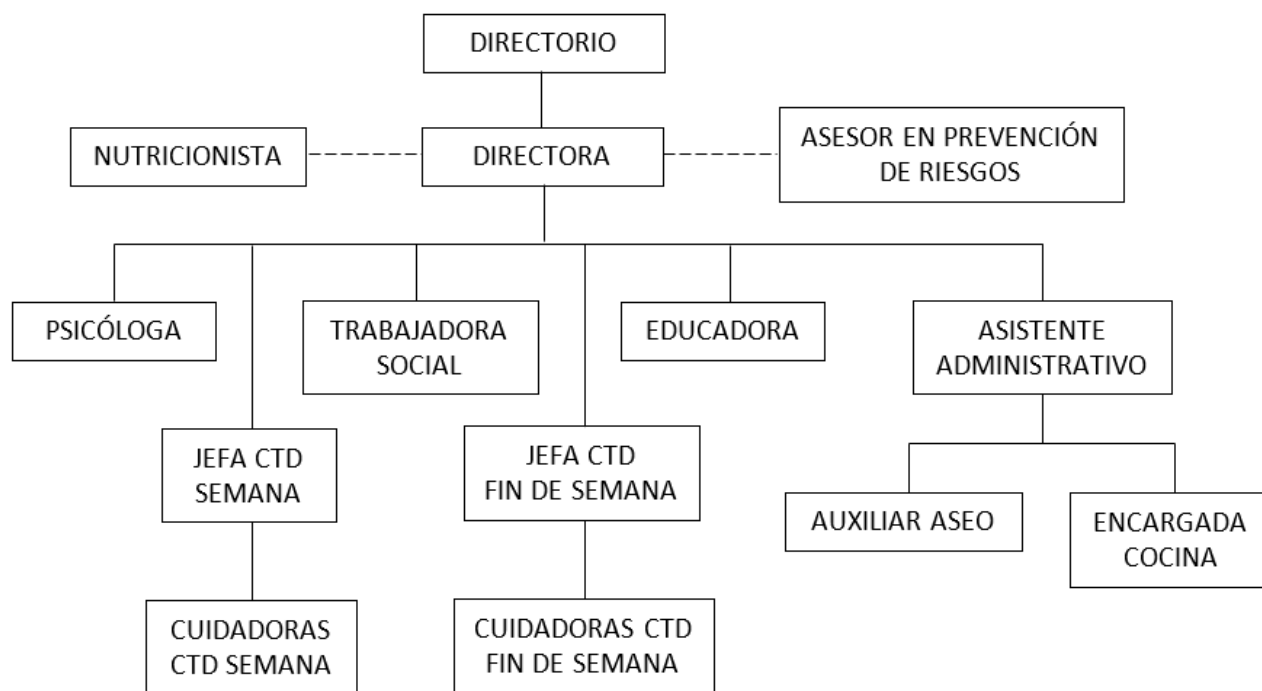 DIRECTORIO
NUTRICIONISTA
DIRECTORA
ASESOR EN PREVENCIÓN
DE RIESGOS
PSICÓLOGA
TRABAJADORA
SOCIAL
EDUCADORA
ASISTENTE
ADMINISTRATIVO
JEFA CTD
SEMANA
JEFA CTD
FIN DE SEMANA
AUXILIAR ASEO
ENCARGADA
COCINA
CUIDADORAS
CTD SEMANA
CUIDADORAS CTD
FIN DE SEMANA